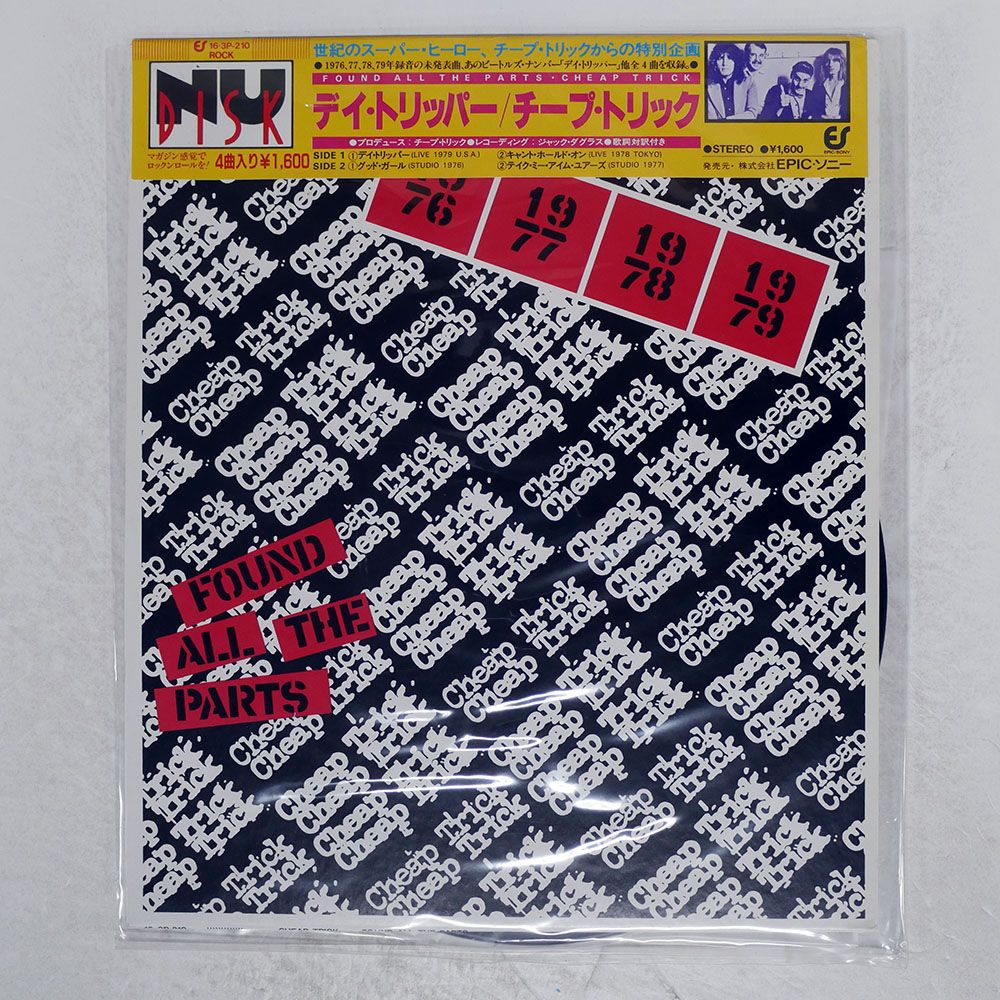 ES 16・3P-210
ROCK
NU
DISK
マガジン感覚で
ロックンロールを!
4曲入り¥1,600
世紀のスーパー・ヒーロー、チープ・トリックからの特別企画
●1976,77,78,79年録音の未発表曲、あのビートルズ・ナンバー「デイ・トリッパー」他全4曲を収録。●
FOUND ALL THE PARTS・CHEAP TRICK
デイ・トリッパー/チープ・トリック
●プロデュース:チープ・トリック●レコーディング:ジャック・ダグラス●歌詞対訳付き
SIDE 1 ①デイ・トリッパー(LIVE 1979 U.S.A.) ②キャント・ホールド・オン(LIVE 1978 TOKYO)
SIDE 2 ①グッド・ガール(STUDIO 1976) ②テイク・ミー・アイム・ユアーズ(STUDIO 1977)
ES
EPIC・SONY
●STEREO ●¥1,600
発売元・株式会社EPIC・ソニー
76
19
77
19
78
19
79
Cheap Cheap
Trick Trick
FOUND
ALL THE
PARTS